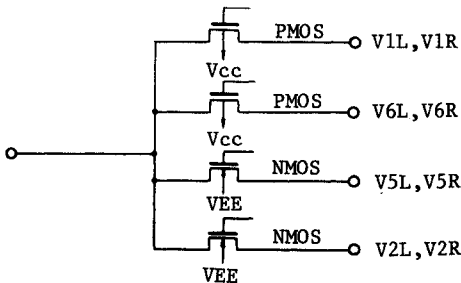 PMOS V1L,V1R
Vcc
PMOS V6L,V6R
Vcc
NMOS V5L,V5R
VEE
NMOS V2L,V2R
VEE